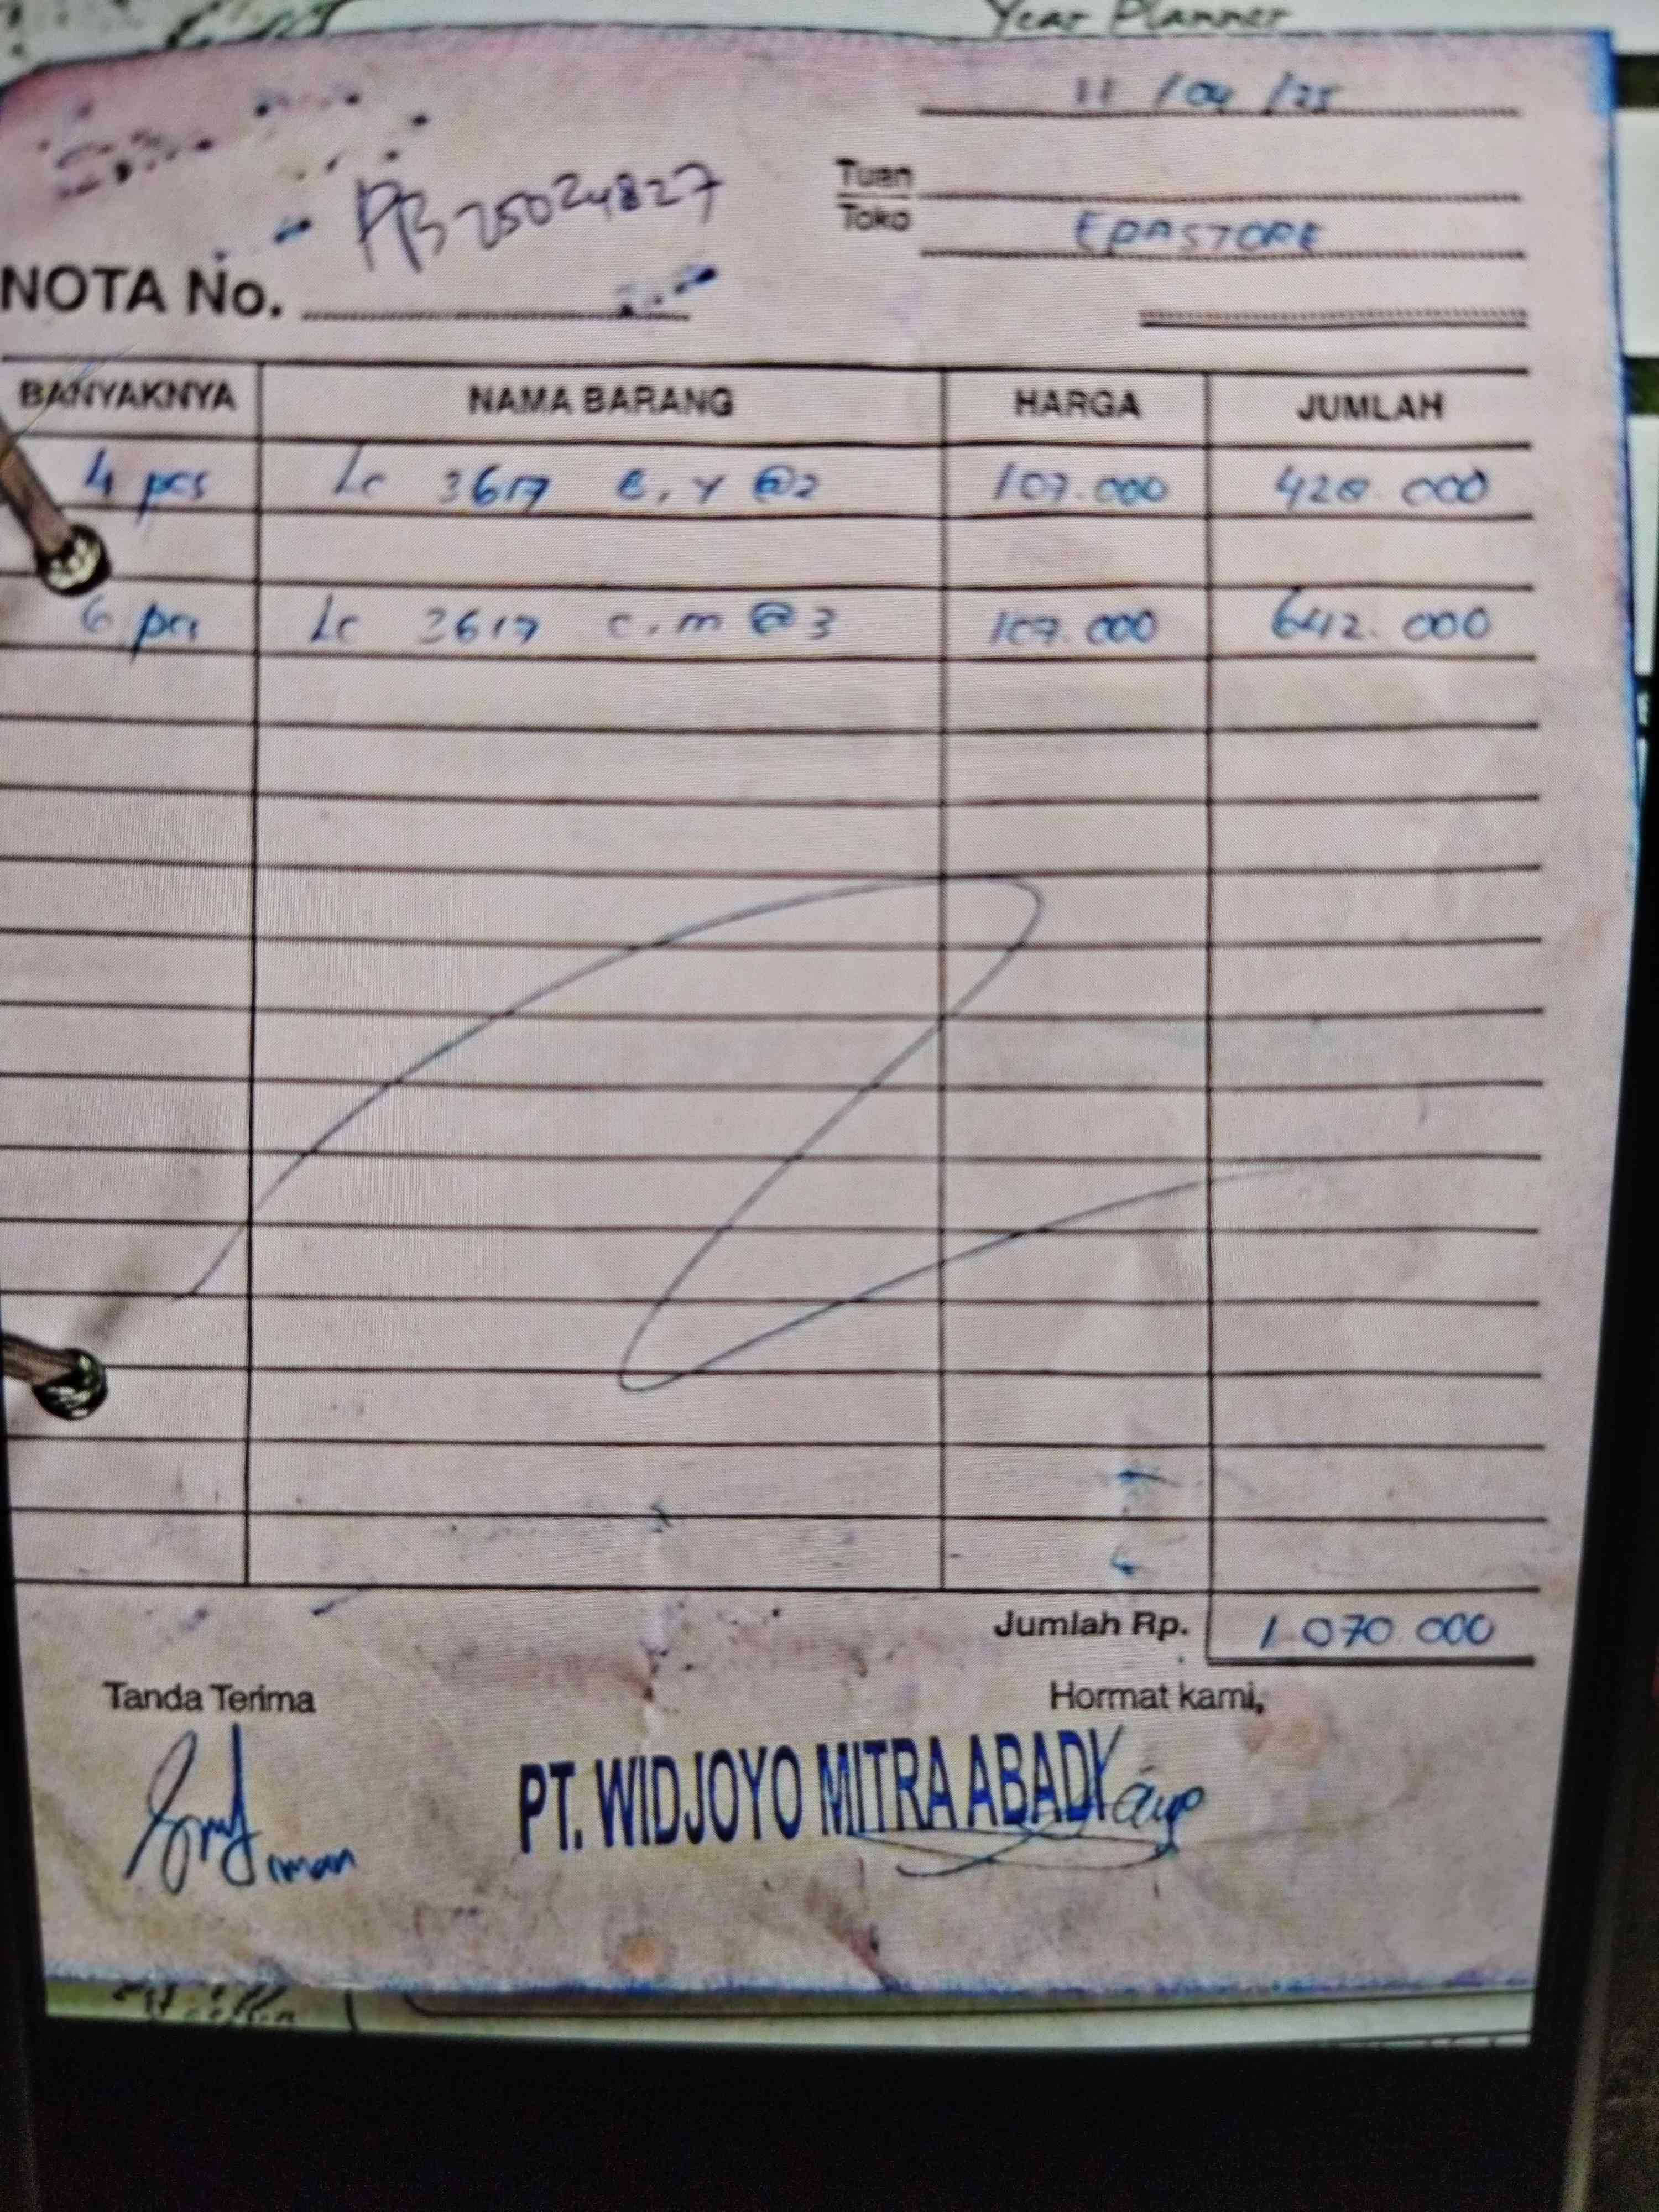 Year Planner
11 /04 /25
PB25024827
Tuan
Toko
EPASTORE
NOTA No.
BANYAKNYA NAMA BARANG HARGA JUMLAH
4 pcs Lc 3617 @2 107.000 428.000
6 pcs Lc 3617 c, m @3 107.000 642.000
Jumlah Rp. 1 070 000
Tanda Terima Hormat kami,
PT. WIDJOYO MITRA ABADI
iman